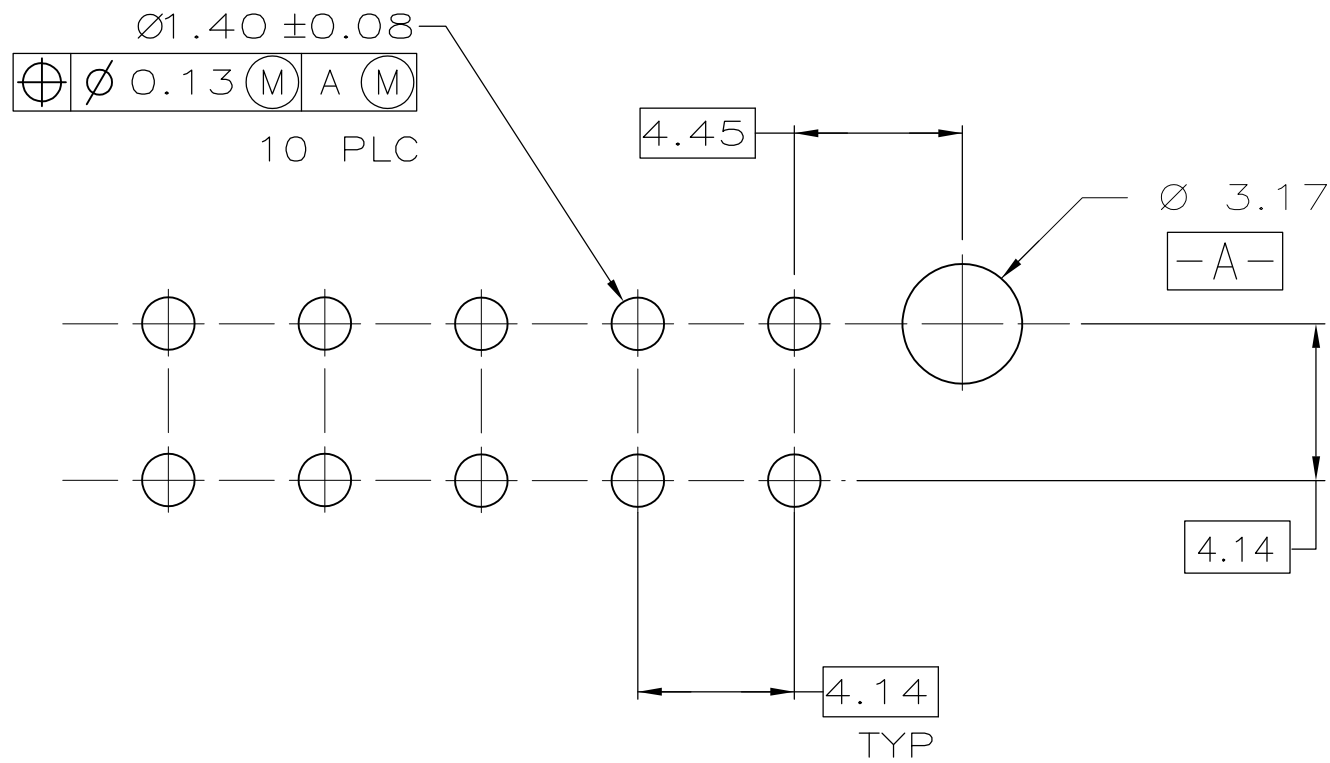 Ø1.40 ±0.08
⌖ Ø 0.13 Ⓜ A Ⓜ
10 PLC
4.45
Ø 3.17
-A-
4.14
4.14
TYP